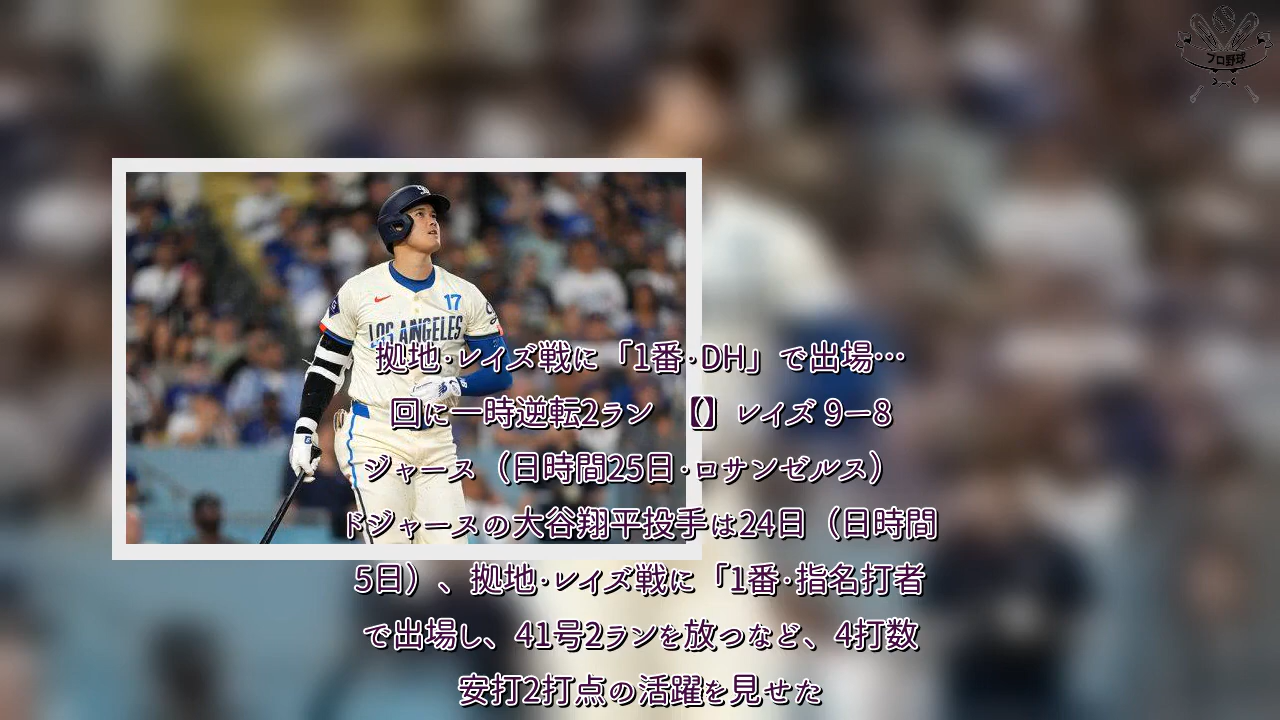 プロ野球
17
LOS ANGELES
拠地·レイズ戦に「1番·DH」で出場…
回に一時逆転2ラン 【】レイズ 9ー8
ジャース（日時間25日·ロサンゼルス）
ドジャースの大谷翔平投手は24日（日時間
5日）、拠地·レイズ戦に「1番·指名打者
で出場し、41号2ランを放つなど、4打数
安打2打点の活躍を見せた